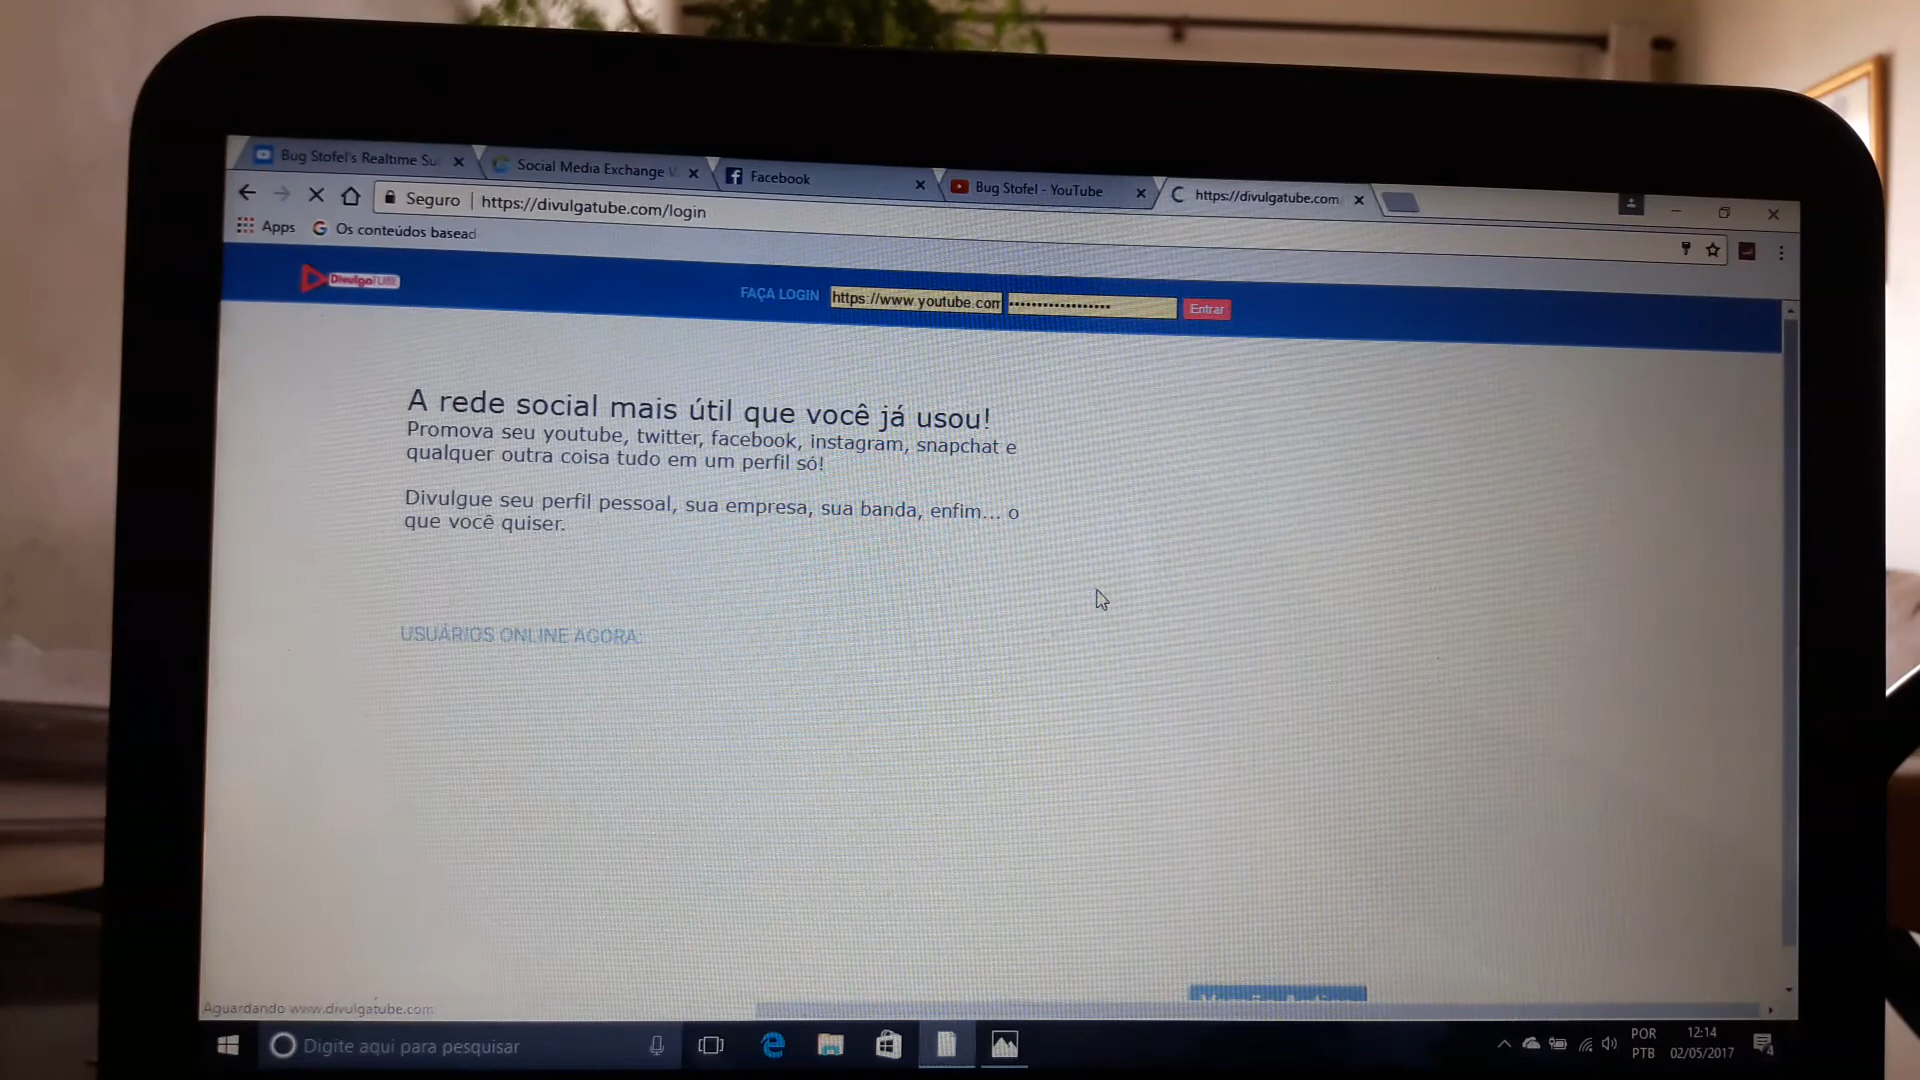 Bug Stofel's Realtime Su
Social Media Exchange
Facebook
Bug Stofel - YouTube
https://divulgatube.com
Seguro
https://divulgatube.com/login
Apps
Os conteúdos basead
DivulgaTUBE
FAÇA LOGIN
https://www.youtube.com
••••••••••••••••••
Entrar
A rede social mais útil que você já usou!
Promova seu youtube, twitter, facebook, instagram, snapchat e
qualquer outra coisa tudo em um perfil só!
Divulgue seu perfil pessoal, sua empresa, sua banda, enfim... o
que você quiser.
USUÁRIOS ONLINE AGORA:
Aguardando www.divulgatube.com
Digite aqui para pesquisar
POR
PTB
12:14
02/05/2017
4